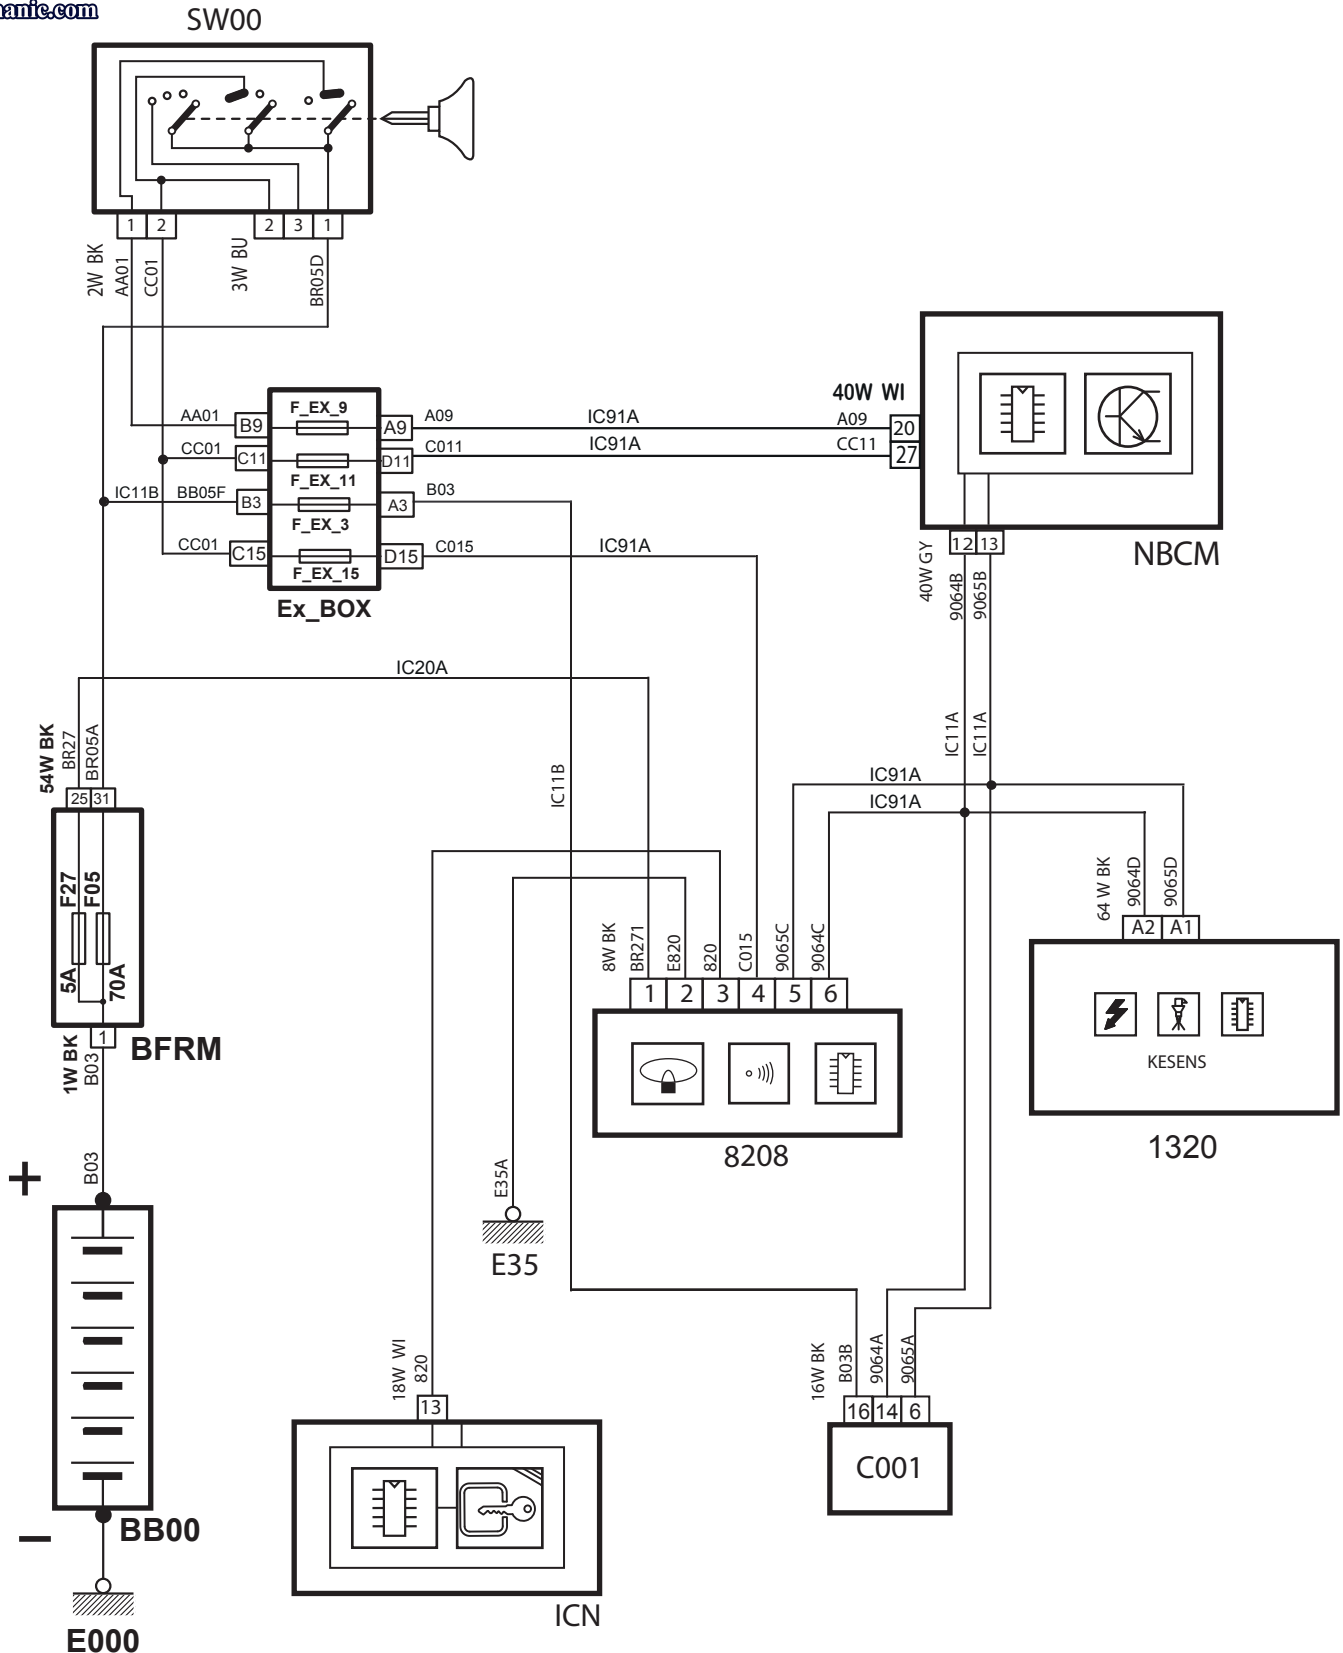 anic.com
SW00
1 2 2 3 1
2W BK
AA01
CC01
3W BU
BR05D
40W WI
F_EX_9
AA01 B9 A9 A09 IC91A A09 20
CC01 C11 D11 C011 IC91A CC11 27
F_EX_11
IC11B BB05F B3 A3 B03
F_EX_3
CC01 C15 D15 C015 IC91A
F_EX_15
Ex_BOX
12 13
NBCM
40W GY
9064B
9065B
IC20A
54W BK
BR27
BR05A
IC11B
IC11A
IC11A
IC91A
IC91A
25 31
F27
F05
5A
70A
1
BFRM
1W BK
B03
B03
8W BK
BR271
E820
820
C015
9065C
9064C
1 2 3 4 5 6
8208
64 W BK
9064D
9065D
A2 A1
KESENS
1320
+
E35A
E35
18W WI
820
13
ICN
16W BK
B03B
9064A
9065A
16 14 6
C001
BB00
−
E000